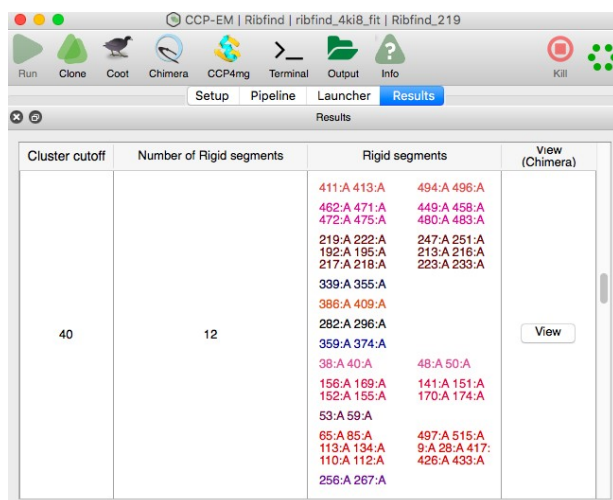 CCP-EM | Ribfind | ribfind_4ki8_fit | Ribfind_219
Run Clone Coot Chimera CCP4mg Terminal Output Info Kill
Setup Pipeline Launcher Results
Results
Cluster cutoff Number of Rigid segments Rigid segments View
(Chimera)
411:A 413:A 494:A 496:A
462:A 471:A 449:A 458:A
472:A 475:A 480:A 483:A
219:A 222:A 247:A 251:A
192:A 195:A 213:A 216:A
217:A 218:A 223:A 233:A
339:A 355:A
386:A 409:A
282:A 296:A
40 12 View
359:A 374:A
38:A 40:A 48:A 50:A
156:A 169:A 141:A 151:A
152:A 155:A 170:A 174:A
53:A 59:A
65:A 85:A 497:A 515:A
113:A 134:A 9:A 28:A 417:
110:A 112:A 426:A 433:A
256:A 267:A